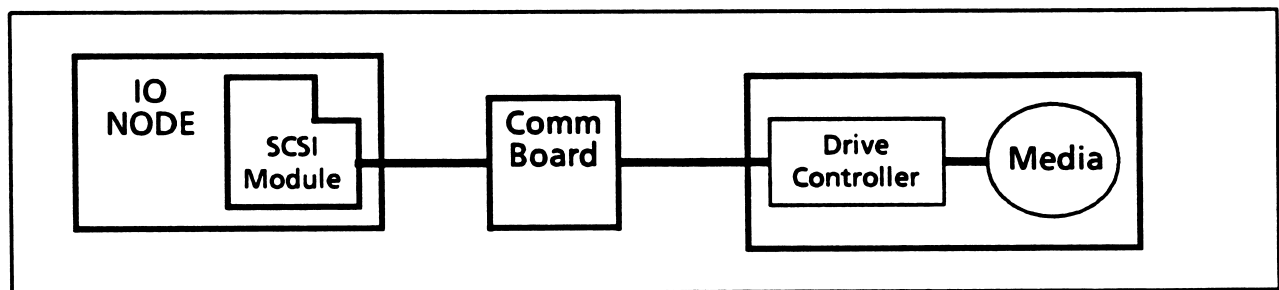 IO
NODE
SCSI
Module
Comm
Board
Drive
Controller
Media